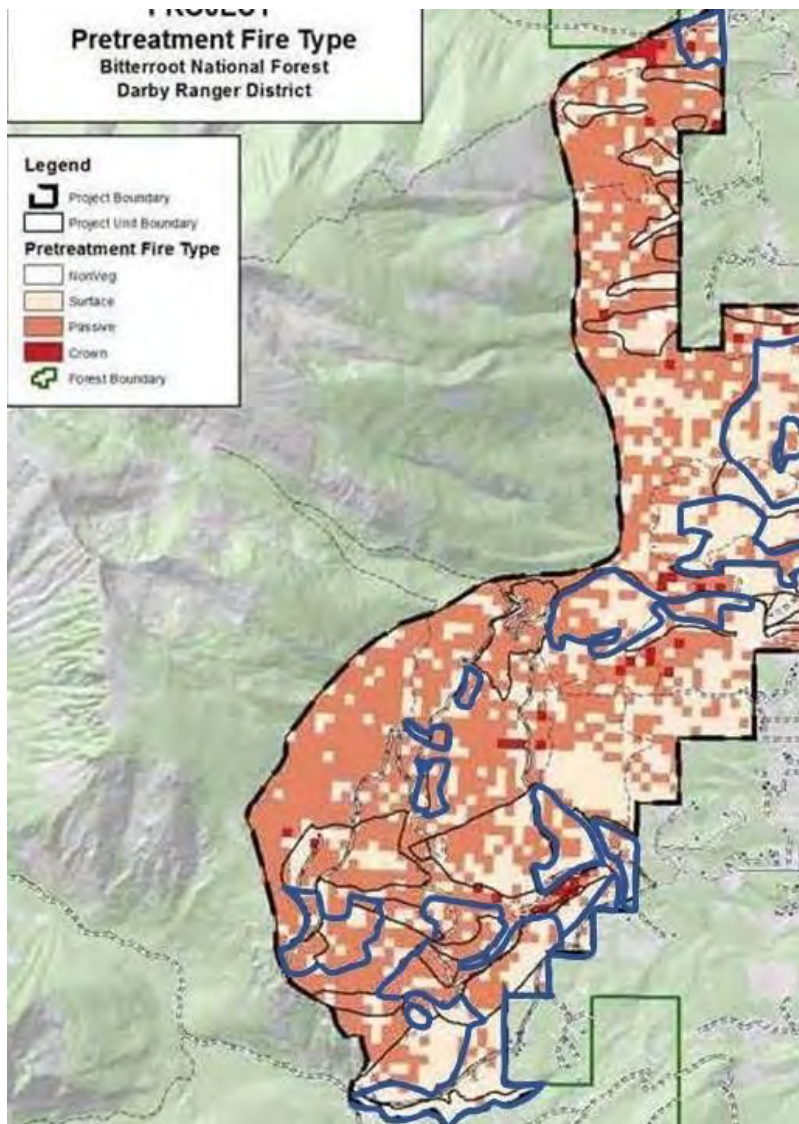 PROJECT
Pretreatment Fire Type
Bitterroot National Forest
Darby Ranger District
Legend
Project Boundary
Project Unit Boundary
Pretreatment Fire Type
NonVeg
Surface
Passive
Crown
Forest Boundary